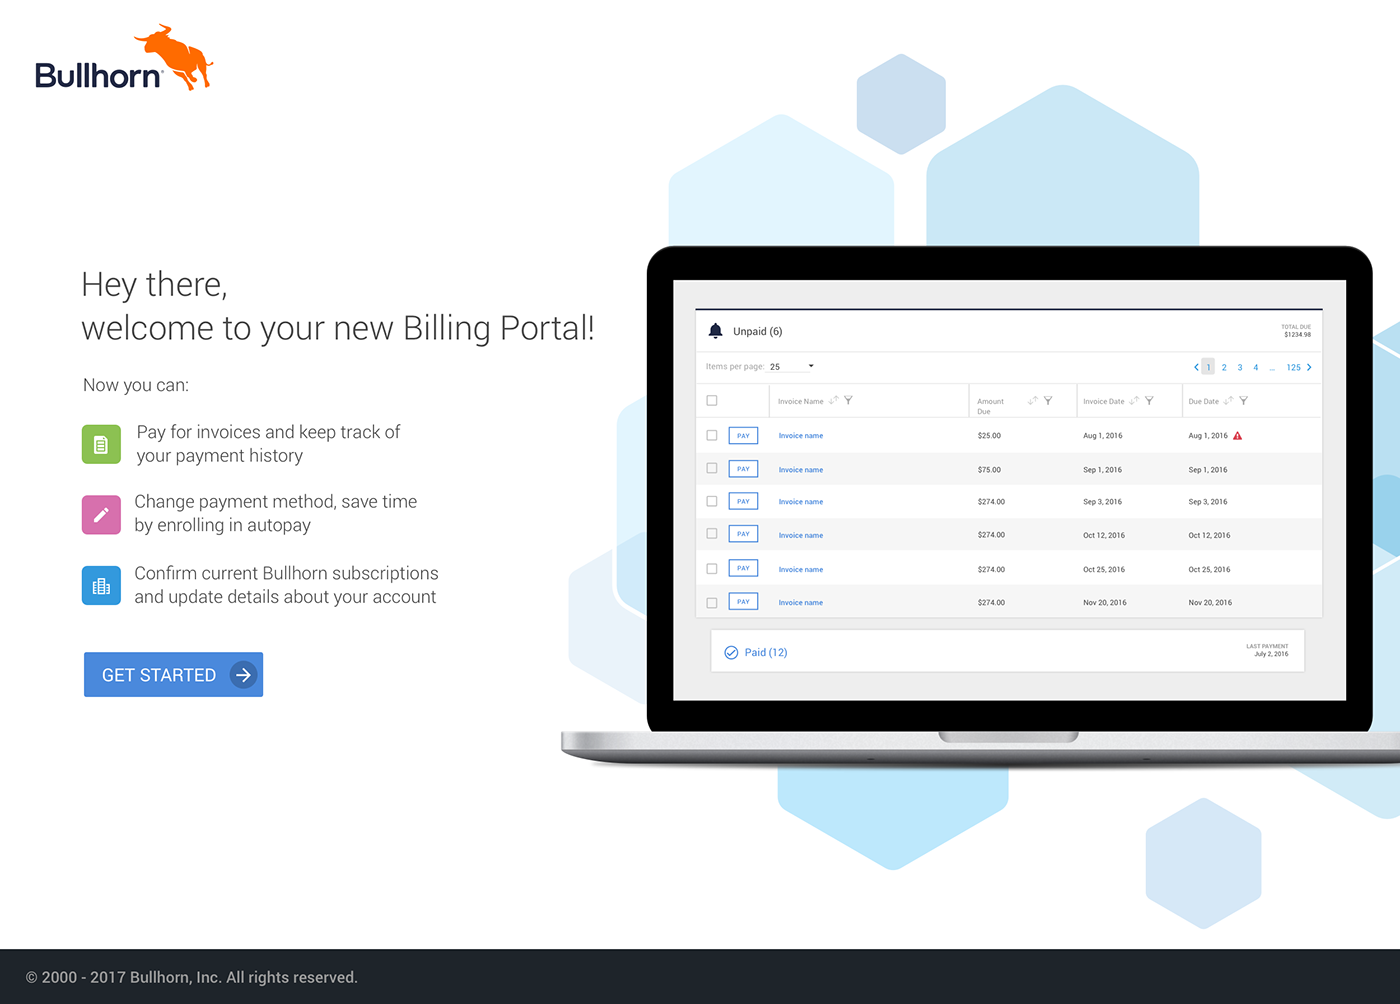 Bullhorn
Hey there,
welcome to your new Billing Portal!
Now you can:
Pay for invoices and keep track of
your payment history
Change payment method, save time
by enrolling in autopay
Confirm current Bullhorn subscriptions
and update details about your account
GET STARTED
Unpaid (6)
TOTAL DUE
$1234.98
Items per page: 25
1 2 3 4 ... 125
Invoice Name Amount Invoice Date Due Date
Due
PAY Invoice name $25.00 Aug 1, 2016 Aug 1, 2016
PAY Invoice name $75.00 Sep 1, 2016 Sep 1, 2016
PAY Invoice name $274.00 Sep 3, 2016 Sep 3, 2016
PAY Invoice name $274.00 Oct 12, 2016 Oct 12, 2016
PAY Invoice name $274.00 Oct 25, 2016 Oct 25, 2016
PAY Invoice name $274.00 Nov 20, 2016 Nov 20, 2016
Paid (12)
LAST PAYMENT
July 2, 2016
© 2000 - 2017 Bullhorn, Inc. All rights reserved.